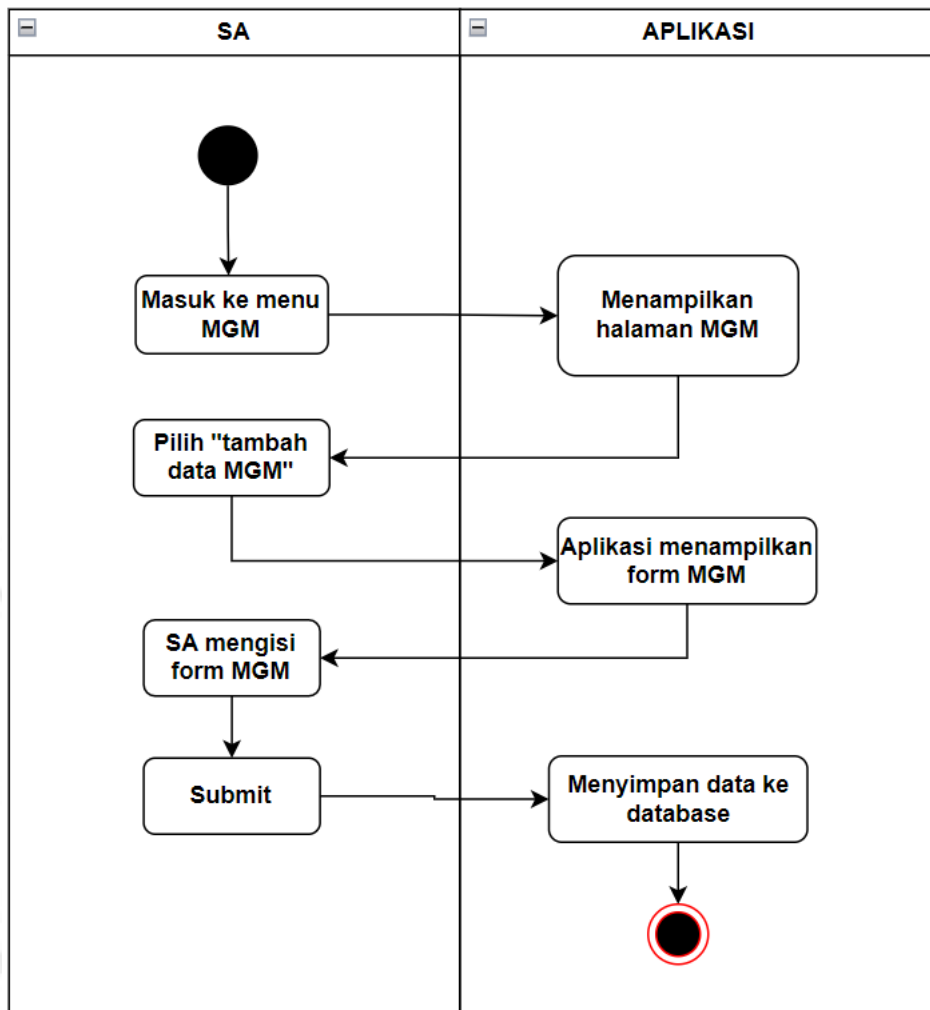 SA
APLIKASI
Masuk ke menu
MGM
Menampilkan
halaman MGM
Pilih "tambah
data MGM"
Aplikasi menampilkan
form MGM
SA mengisi
form MGM
Submit
Menyimpan data ke
database